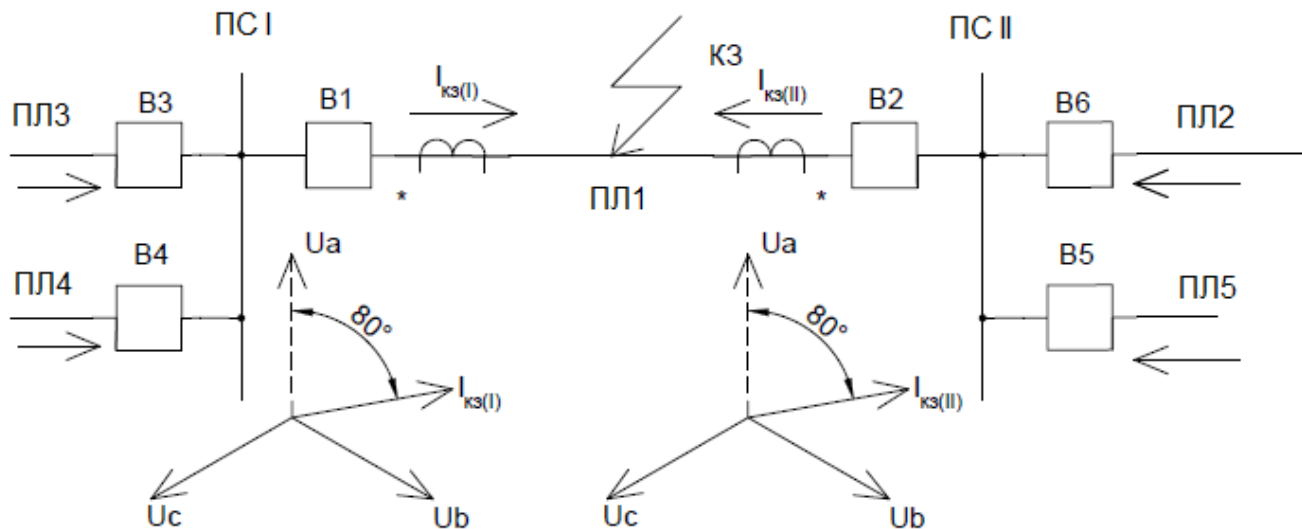 ПС I
ПС II
КЗ
Iкз(I)
Iкз(II)
ПЛ3
В3
В1
В2
В6
ПЛ2
*
ПЛ1
*
Ua
Ua
В4
В5
ПЛ4
ПЛ5
80°
80°
Iкз(I)
Iкз(II)
Uc
Ub
Uc
Ub